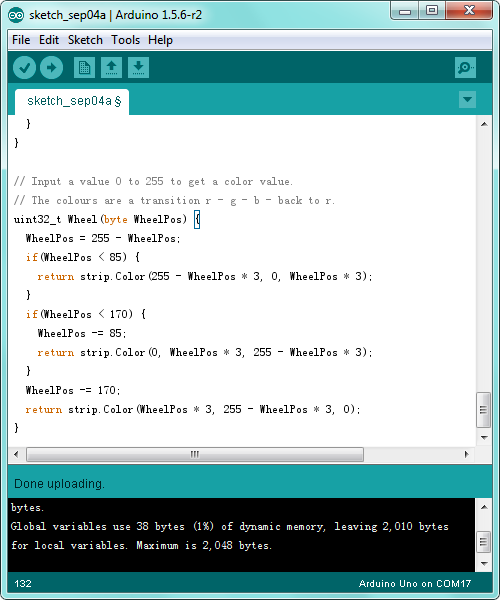 sketch_sep04a | Arduino 1.5.6-r2
File Edit Sketch Tools Help
sketch_sep04a §
  }
}
// Input a value 0 to 255 to get a color value.
// The colours are a transition r - g - b - back to r.
uint32_t Wheel(byte WheelPos) {
  WheelPos = 255 - WheelPos;
  if(WheelPos < 85) {
    return strip.Color(255 - WheelPos * 3, 0, WheelPos * 3);
  }
  if(WheelPos < 170) {
    WheelPos -= 85;
    return strip.Color(0, WheelPos * 3, 255 - WheelPos * 3);
  }
  WheelPos -= 170;
  return strip.Color(WheelPos * 3, 255 - WheelPos * 3, 0);
}
Done uploading.
bytes.
Global variables use 38 bytes (1%) of dynamic memory, leaving 2,010 bytes
for local variables. Maximum is 2,048 bytes.
132 Arduino Uno on COM17